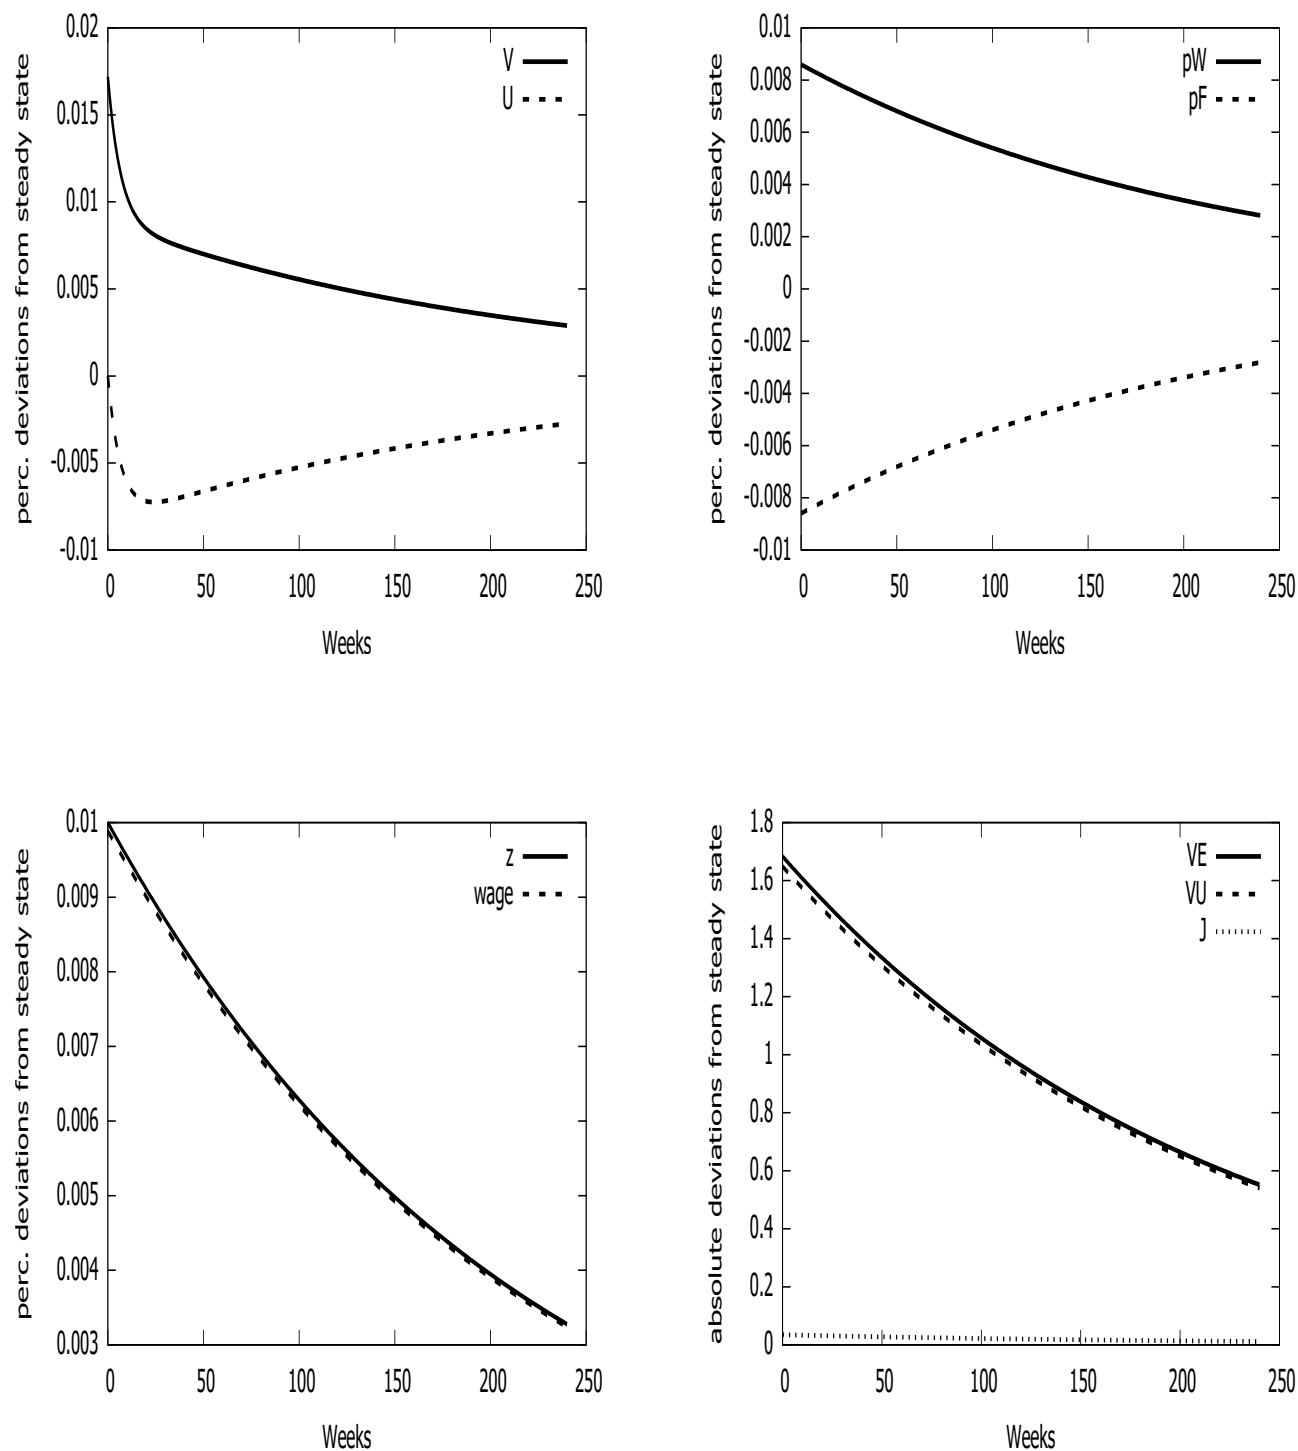 perc. deviations from steady state
0.02
0.015
0.01
0.005
0
-0.005
-0.01
V
U
0 50 100 150 200 250
Weeks
perc. deviations from steady state
0.01
0.008
0.006
0.004
0.002
0
-0.002
-0.004
-0.006
-0.008
-0.01
pW
pF
0 50 100 150 200 250
Weeks
perc. deviations from steady state
0.01
0.009
0.008
0.007
0.006
0.005
0.004
0.003
z
wage
0 50 100 150 200 250
Weeks
absolute deviations from steady state
1.8
1.6
1.4
1.2
1
0.8
0.6
0.4
0.2
0
VE
VU
J
0 50 100 150 200 250
Weeks